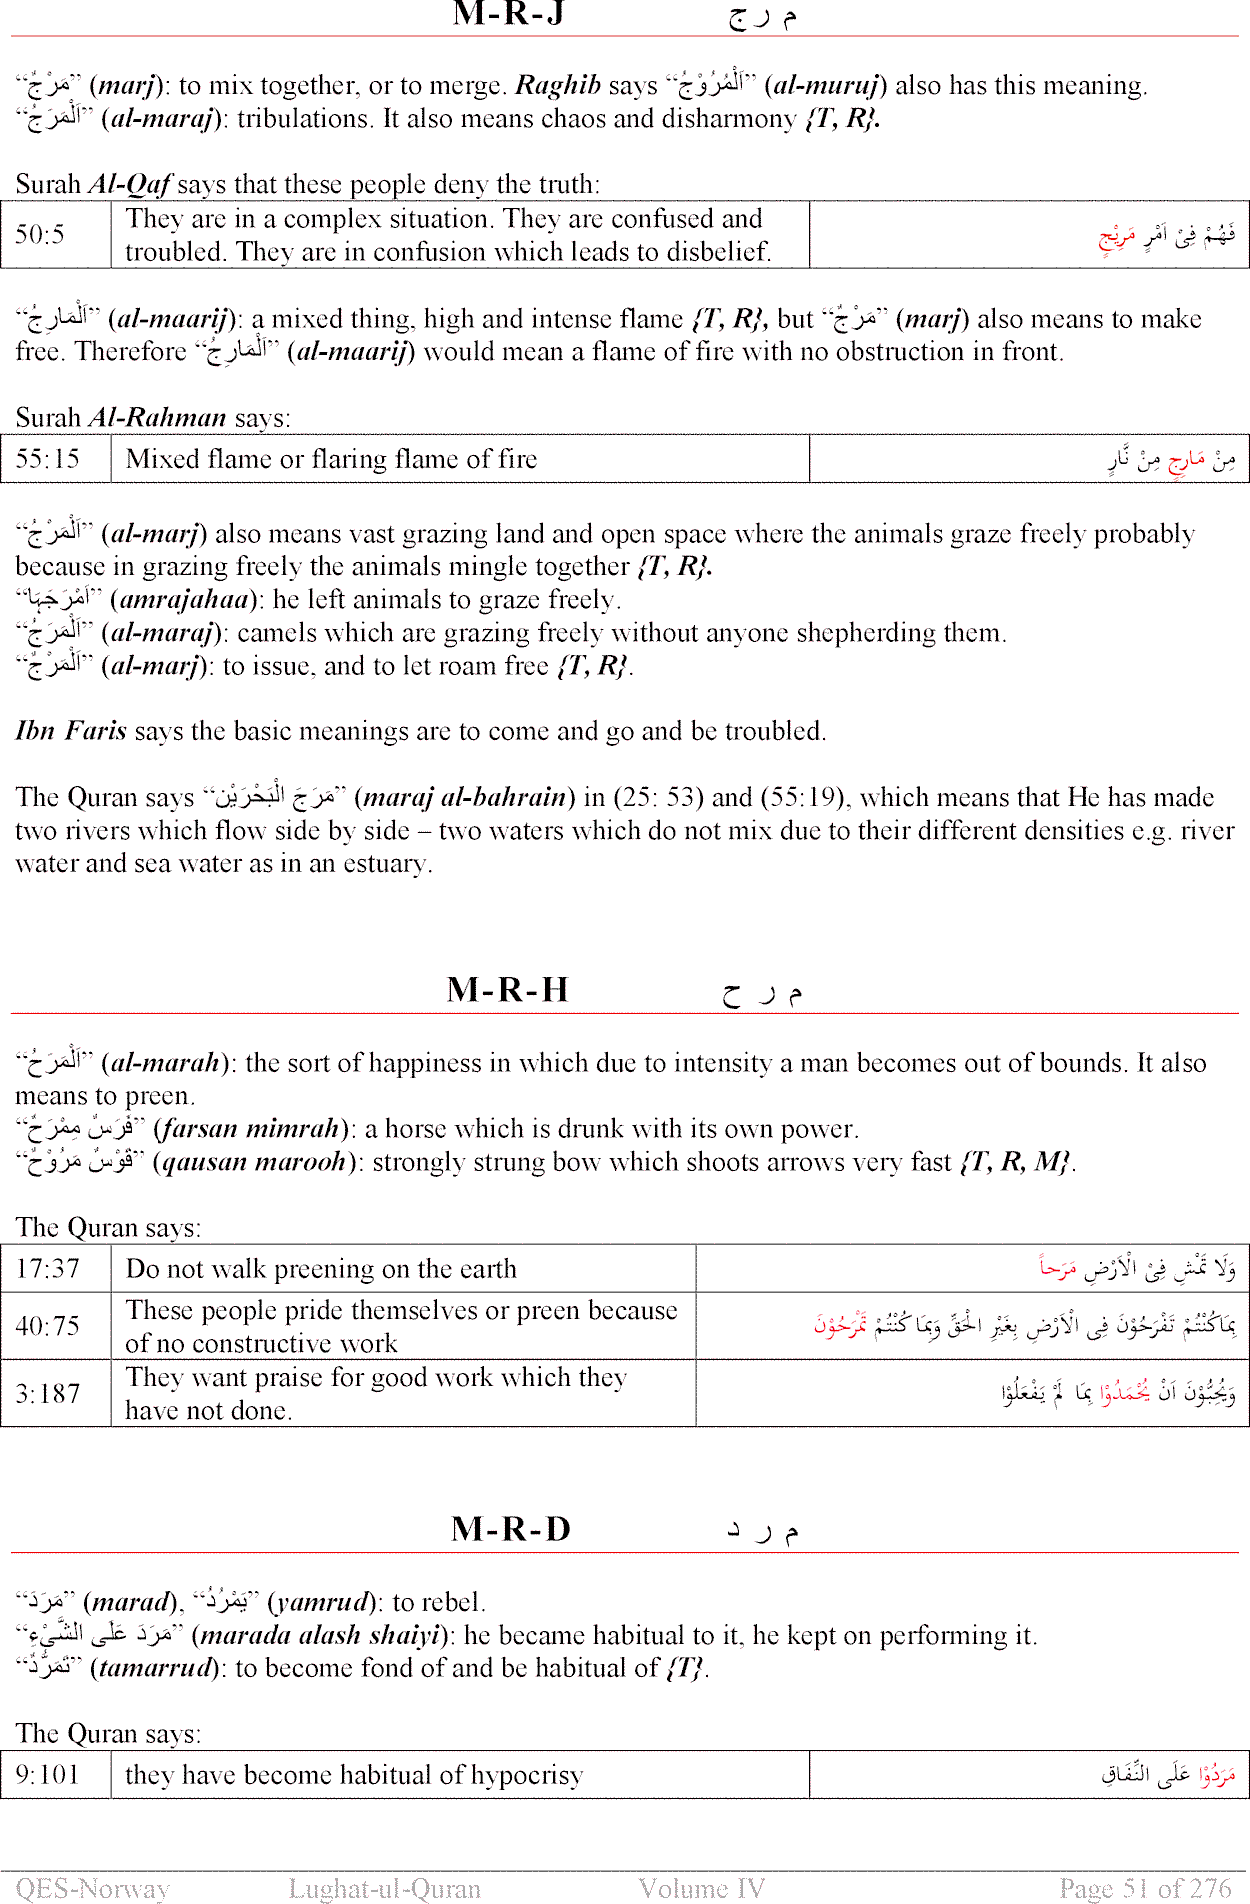 M-R-J م ر ج
“مَرْجٌ” (marj): to mix together, or to merge. Raghib says “اَلْمُرُوْجُ” (al-muruj) also has this meaning.
“اَلْمَرَجُ” (al-maraj): tribulations. It also means chaos and disharmony {T, R}.
Surah Al-Qaf says that these people deny the truth:
50:5 They are in a complex situation. They are confused and troubled. They are in confusion which leads to disbelief. فَهُمْ فِىْ اَمْرٍ مَرِيْجٍ
“اَلْمَارِجُ” (al-maarij): a mixed thing, high and intense flame {T, R}, but “مَرْجٌ” (marj) also means to make
free. Therefore “اَلْمَارِجُ” (al-maarij) would mean a flame of fire with no obstruction in front.
Surah Al-Rahman says:
55:15 Mixed flame or flaring flame of fire مِنْ مَارِجٍ مِنْ نَّارٍ
“اَلْمَرْجُ” (al-marj) also means vast grazing land and open space where the animals graze freely probably
because in grazing freely the animals mingle together {T, R}.
“اَمْرَجَہَا” (amrajahaa): he left animals to graze freely.
“اَلْمَرَجُ” (al-maraj): camels which are grazing freely without anyone shepherding them.
“اَلْمَرْجُ” (al-marj): to issue, and to let roam free {T, R}.
Ibn Faris says the basic meanings are to come and go and be troubled.
The Quran says “مَرَجَ الْبَحْرَيْنِ” (maraj al-bahrain) in (25: 53) and (55:19), which means that He has made
two rivers which flow side by side – two waters which do not mix due to their different densities e.g. river
water and sea water as in an estuary.
M-R-H م ر ح
“اَلْمَرَحُ” (al-marah): the sort of happiness in which due to intensity a man becomes out of bounds. It also
means to preen.
“فَرَسٌ مِمْرَحٌ” (farsan mimrah): a horse which is drunk with its own power.
“قَوْسٌ مَرُوْحٌ” (qausan marooh): strongly strung bow which shoots arrows very fast {T, R, M}.
The Quran says:
17:37 Do not walk preening on the earth وَلَا تَمْشِ فِىْ الْاَرْضِ مَرَحاً
40:75 These people pride themselves or preen because of no constructive work بِمَاكُنْتُمْ تَفْرَحُوْنَ فِى الْاَرْضِ بِغَيْرِ الْحَقِّ وَبِمَا كُنْتُمْ تَمْرَحُوْنَ
3:187 They want praise for good work which they have not done. وَيُحِبُّوْنَ اَنْ يُحْمَدُوْا بِمَا لَمْ يَفْعَلُوْا
M-R-D م ر د
“مَرَدَ” (marad), “يَمْرُدُ” (yamrud): to rebel.
“مَرَدَ عَلَى الشَّىْءِ” (marada alash shaiyi): he became habitual to it, he kept on performing it.
“تَمَرُّدٌ” (tamarrud): to become fond of and be habitual of {T}.
The Quran says:
9:101 they have become habitual of hypocrisy مَرَدُوْا عَلَى النِّفَاقِ
QES-Norway Lughat-ul-Quran Volume IV Page 51 of 276